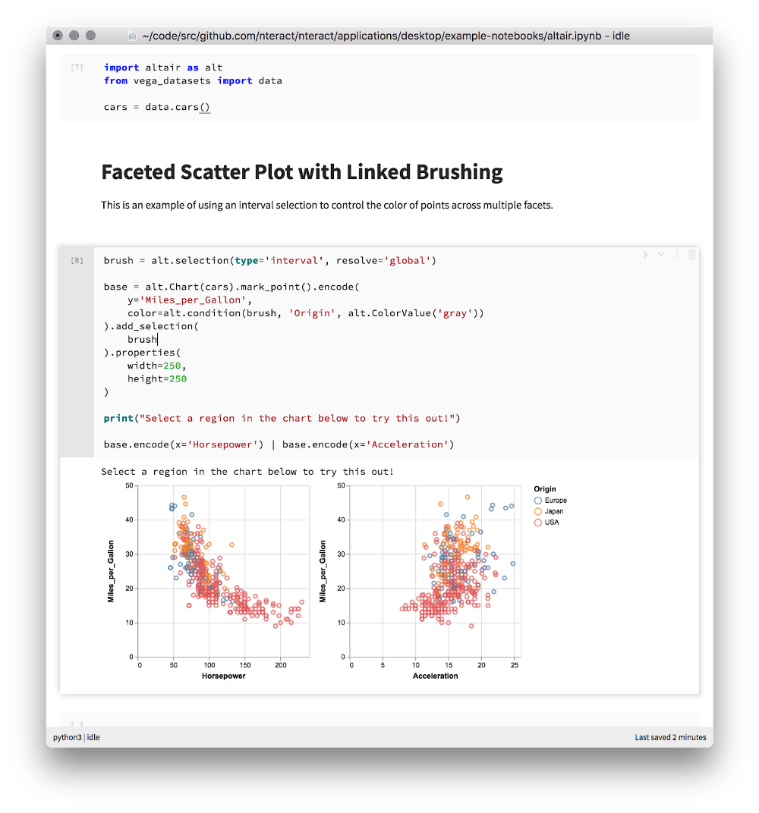 ~/code/src/github.com/nteract/nteract/applications/desktop/example-notebooks/altair.ipynb - idle
[7]
import altair as alt
from vega_datasets import data
cars = data.cars()
Faceted Scatter Plot with Linked Brushing
This is an example of using an interval selection to control the color of points across multiple facets.
[8]
brush = alt.selection(type='interval', resolve='global')
base = alt.Chart(cars).mark_point().encode(
    y='Miles_per_Gallon',
    color=alt.condition(brush, 'Origin', alt.ColorValue('gray'))
).add_selection(
    brush
).properties(
    width=250,
    height=250
)
print("Select a region in the chart below to try this out!")
base.encode(x='Horsepower') | base.encode(x='Acceleration')
Select a region in the chart below to try this out!
50
40
30
20
10
0
Miles_per_Gallon
0 50 100 150 200
Horsepower
50
40
30
20
10
0
Miles_per_Gallon
0 5 10 15 20 25
Acceleration
Origin
Europe
Japan
USA
[ ]
python3 | idle
Last saved 2 minutes